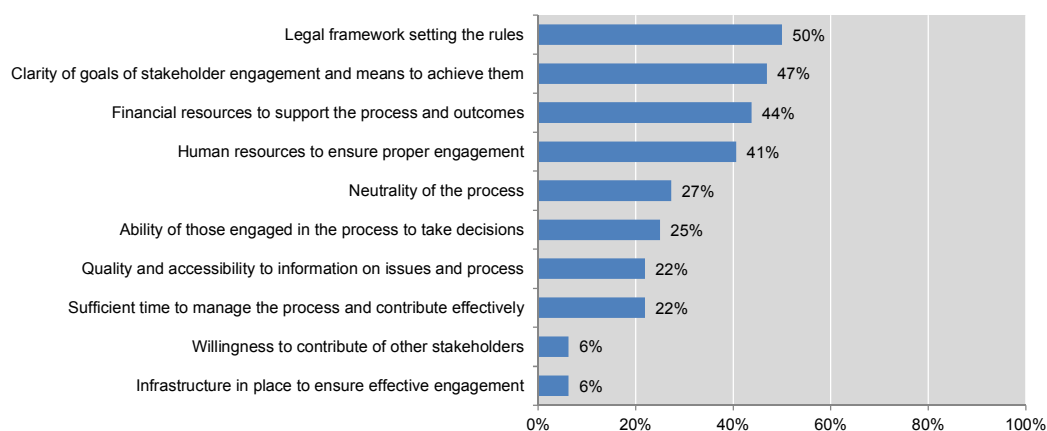 Legal framework setting the rules 50%
Clarity of goals of stakeholder engagement and means to achieve them 47%
Financial resources to support the process and outcomes 44%
Human resources to ensure proper engagement 41%
Neutrality of the process 27%
Ability of those engaged in the process to take decisions 25%
Quality and accessibility to information on issues and process 22%
Sufficient time to manage the process and contribute effectively 22%
Willingness to contribute of other stakeholders 6%
Infrastructure in place to ensure effective engagement 6%
0% 20% 40% 60% 80% 100%